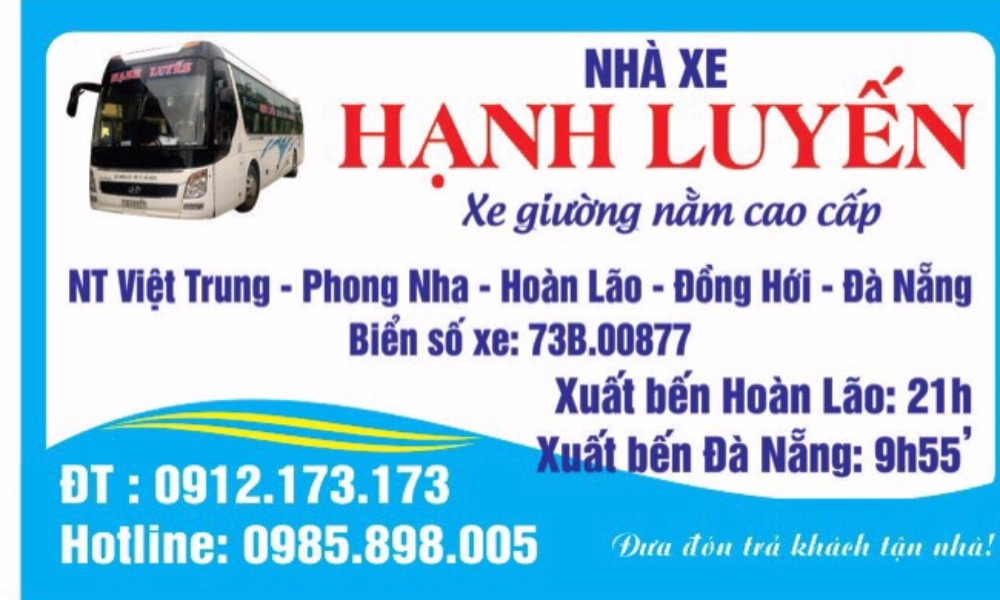 NHÀ XE
HẠNH LUYẾN
HẠNH LUYẾN
Xe giường nằm cao cấp
NT Việt Trung - Phong Nha - Hoàn Lão - Đồng Hới - Đà Nẵng
Biển số xe: 73B.00877
Xuất bến Hoàn Lão: 21h
Xuất bến Đà Nẵng: 9h55’
ĐT : 0912.173.173
Hotline: 0985.898.005
Đưa đón trả khách tận nhà!